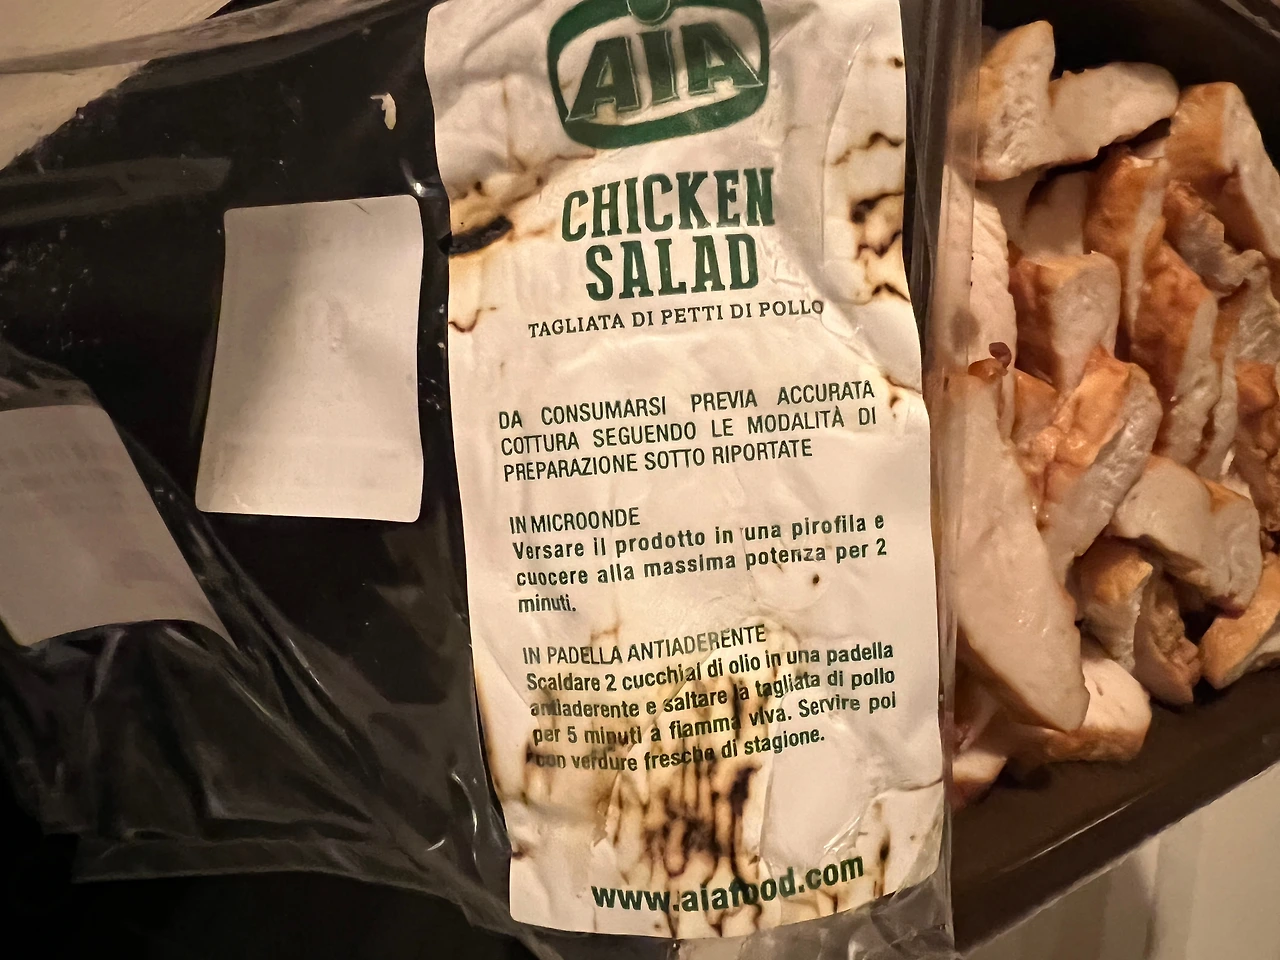 AIA
CHICKEN
SALAD
TAGLIATA DI PETTI DI POLLO
DA CONSUMARSI PREVIA ACCURATA
COTTURA SEGUENDO LE MODALITÀ DI
PREPARAZIONE SOTTO RIPORTATE
IN MICROONDE
Versare il prodotto in una pirofila e
cuocere alla massima potenza per 2
minuti.
IN PADELLA ANTIADERENTE
Scaldare 2 cucchiai di olio in una padella
antiaderente e saltare la tagliata di pollo
per 5 minuti a fiamma viva. Servire poi
con verdure fresche di stagione.
www.aiafood.com